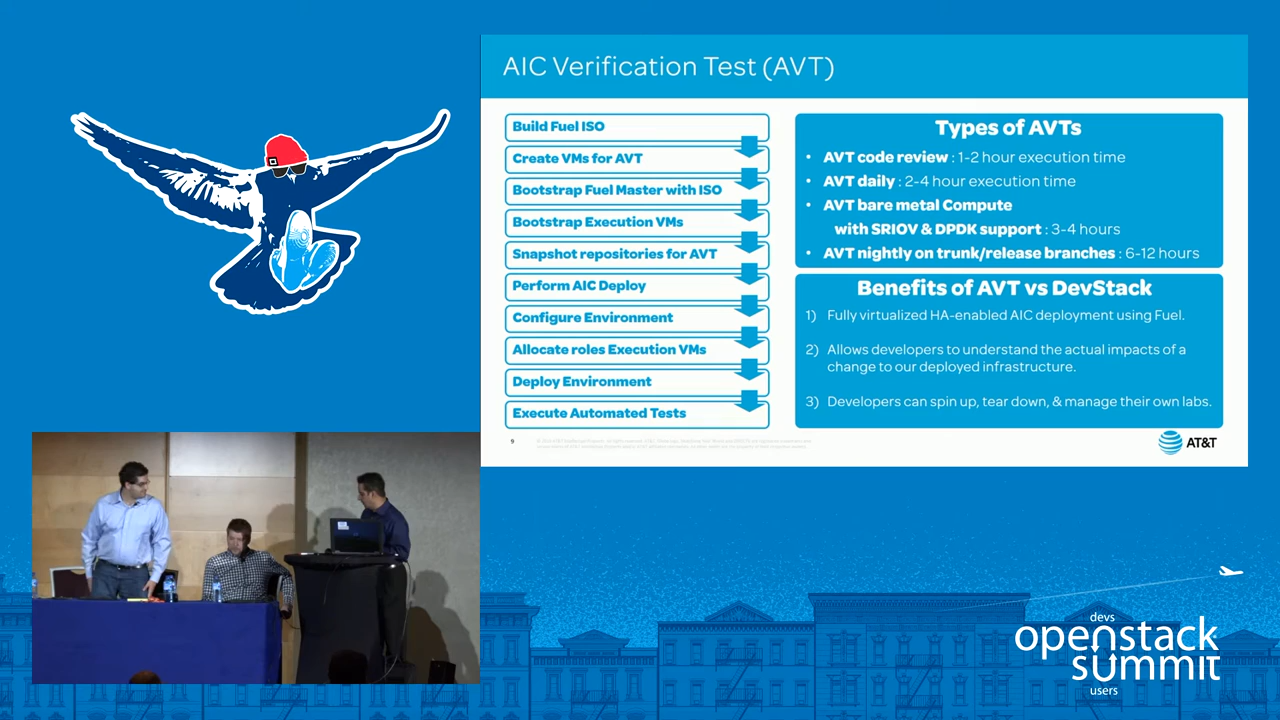 AIC Verification Test (AVT)
Build Fuel ISO
Create VMs for AVT
Bootstrap Fuel Master with ISO
Bootstrap Execution VMs
Snapshot repositories for AVT
Perform AIC Deploy
Configure Environment
Allocate roles Execution VMs
Deploy Environment
Execute Automated Tests
Types of AVTs
• AVT code review : 1-2 hour execution time
• AVT daily : 2-4 hour execution time
• AVT bare metal Compute
with SRIOV & DPDK support : 3-4 hours
• AVT nightly on trunk/release branches : 6-12 hours
Benefits of AVT vs DevStack
1) Fully virtualized HA-enabled AIC deployment using Fuel.
2) Allows developers to understand the actual impacts of a
change to our deployed infrastructure.
3) Developers can spin up, tear down, & manage their own labs.
9
AT&T
devs
openstack
summit
users